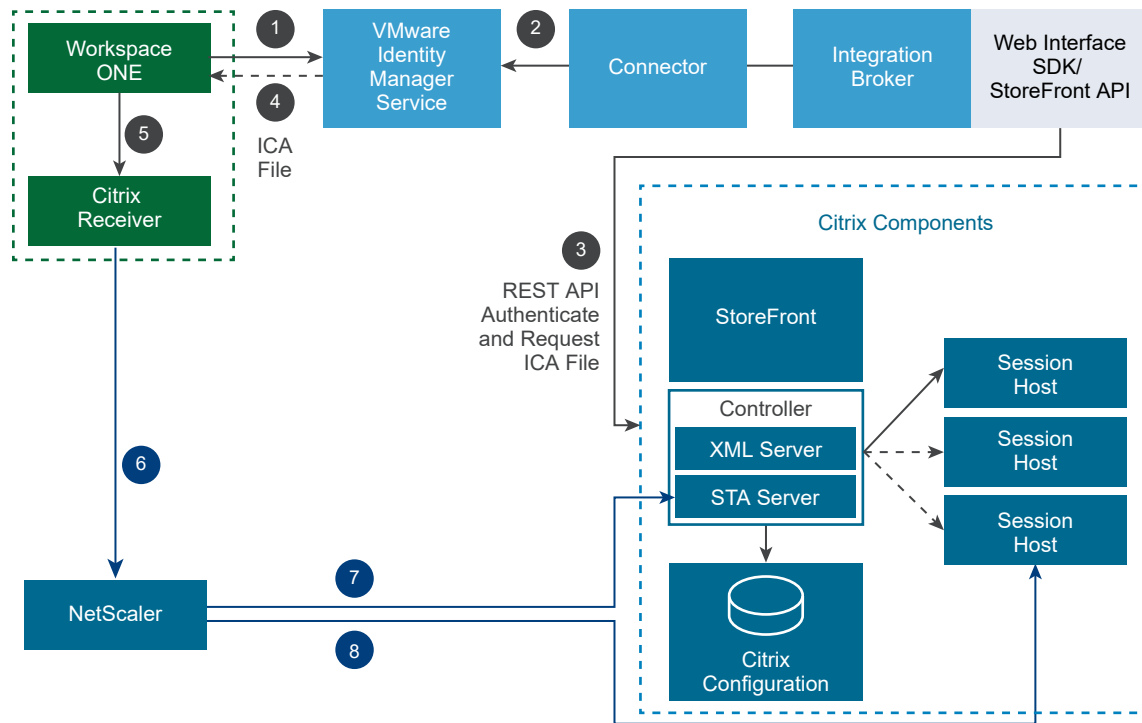 Workspace
ONE
1
VMware
Identity
Manager
Service
2
Connector
Integration
Broker
Web Interface
SDK/
StoreFront API
4
ICA
File
5
Citrix
Receiver
3
REST API
Authenticate
and Request
ICA File
Citrix Components
StoreFront
Controller
XML Server
STA Server
Session
Host
Session
Host
Session
Host
6
NetScaler
7
8
Citrix
Configuration